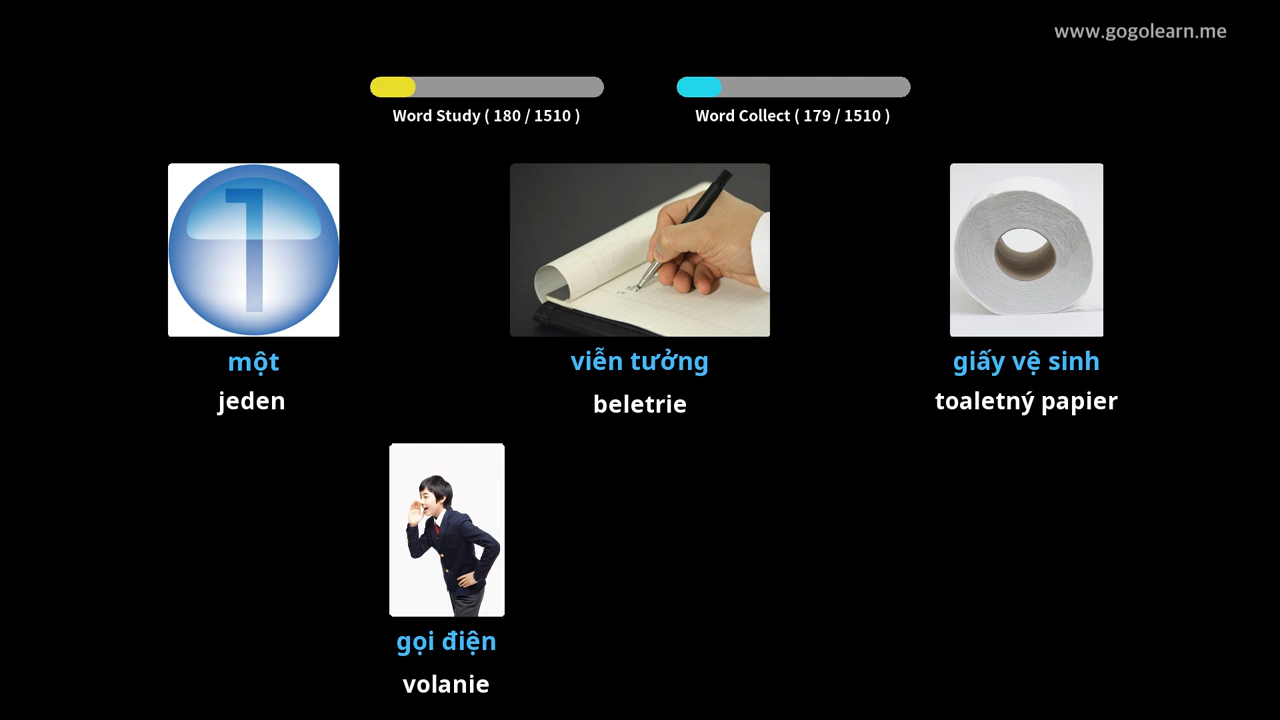 www.gogolearn.me
Word Study ( 180 / 1510 )
Word Collect ( 179 / 1510 )
1
một
viễn tưởng
giấy vệ sinh
jeden
beletrie
toaletný papier
gọi điện
volanie